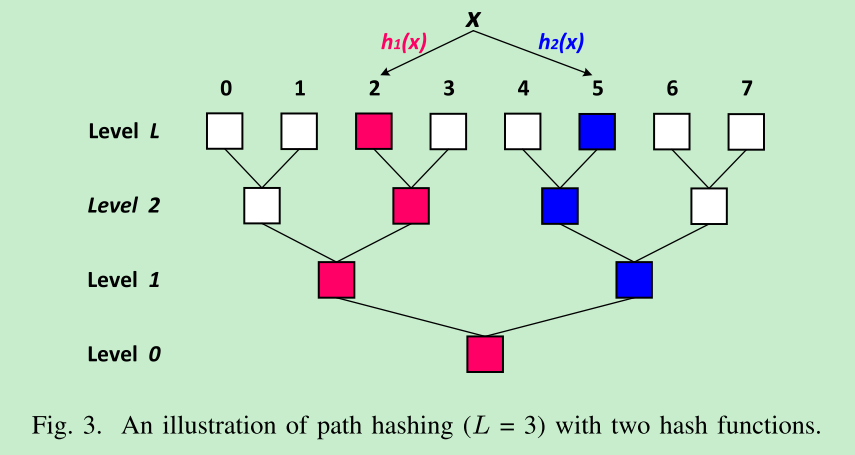 x
h1(x) h2(x)
0 1 2 3 4 5 6 7
Level L
Level 2
Level 1
Level 0
Fig. 3. An illustration of path hashing (L = 3) with two hash functions.